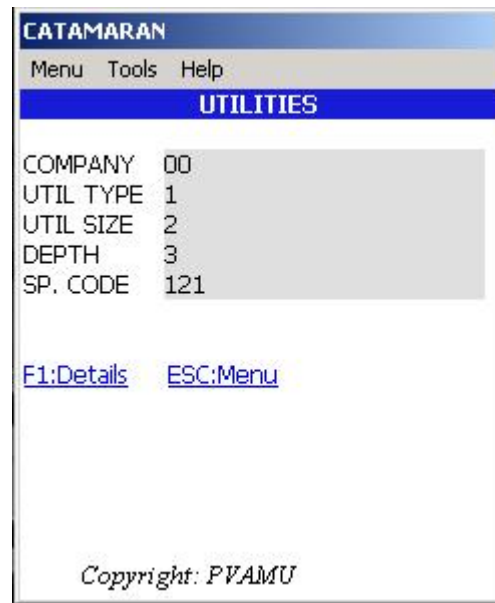 CATAMARAN
Menu Tools Help
UTILITIES
COMPANY 00
UTIL TYPE 1
UTIL SIZE 2
DEPTH 3
SP. CODE 121
F1:Details ESC:Menu
Copyright: PVAMU